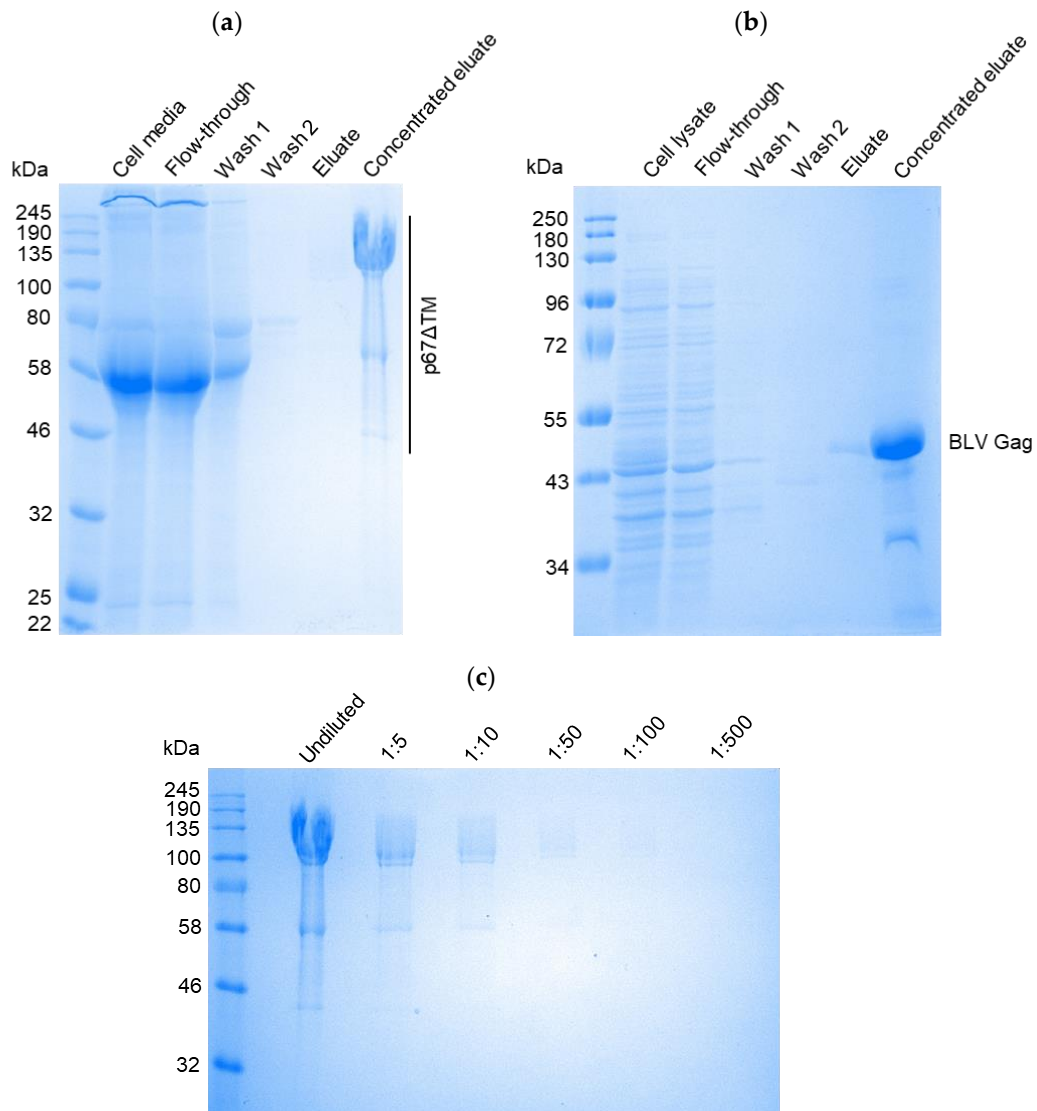 (a)
kDa
Cell media
Flow-through
Wash 1
Wash 2
Eluate
Concentrated eluate
245
190
135
100
80
58
46
32
25
22
p67ΔTM
(b)
kDa
Cell lysate
Flow-through
Wash 1
Wash 2
Eluate
Concentrated eluate
250
180
130
96
72
55
43
34
BLV Gag
(c)
kDa
Undiluted
1:5
1:10
1:50
1:100
1:500
245
190
135
100
80
58
46
32